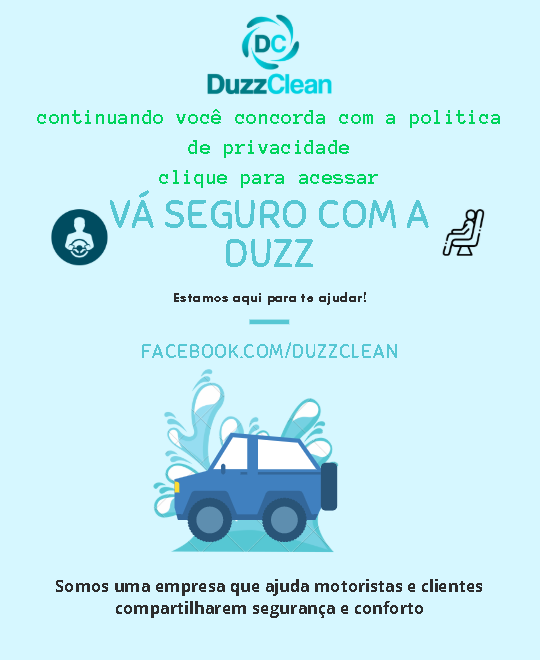 DC
DuzzClean
continuando você concorda com a politica
de privacidade
clique para acessar
VÁ SEGURO COM A
DUZZ
Estamos aqui para te ajudar!
FACEBOOK.COM/DUZZCLEAN
Somos uma empresa que ajuda motoristas e clientes
compartilharem segurança e conforto